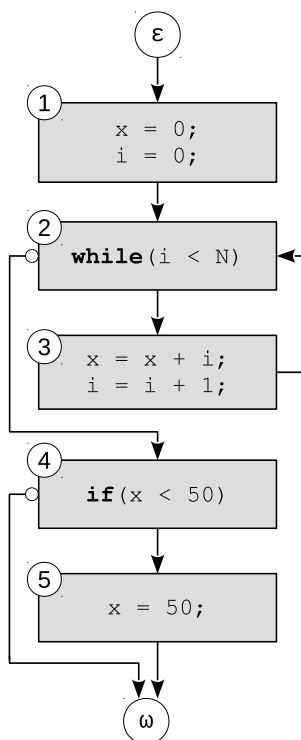 ε
1
x = 0;
i = 0;
2
while(i < N)
3
x = x + i;
i = i + 1;
4
if(x < 50)
5
x = 50;
ω